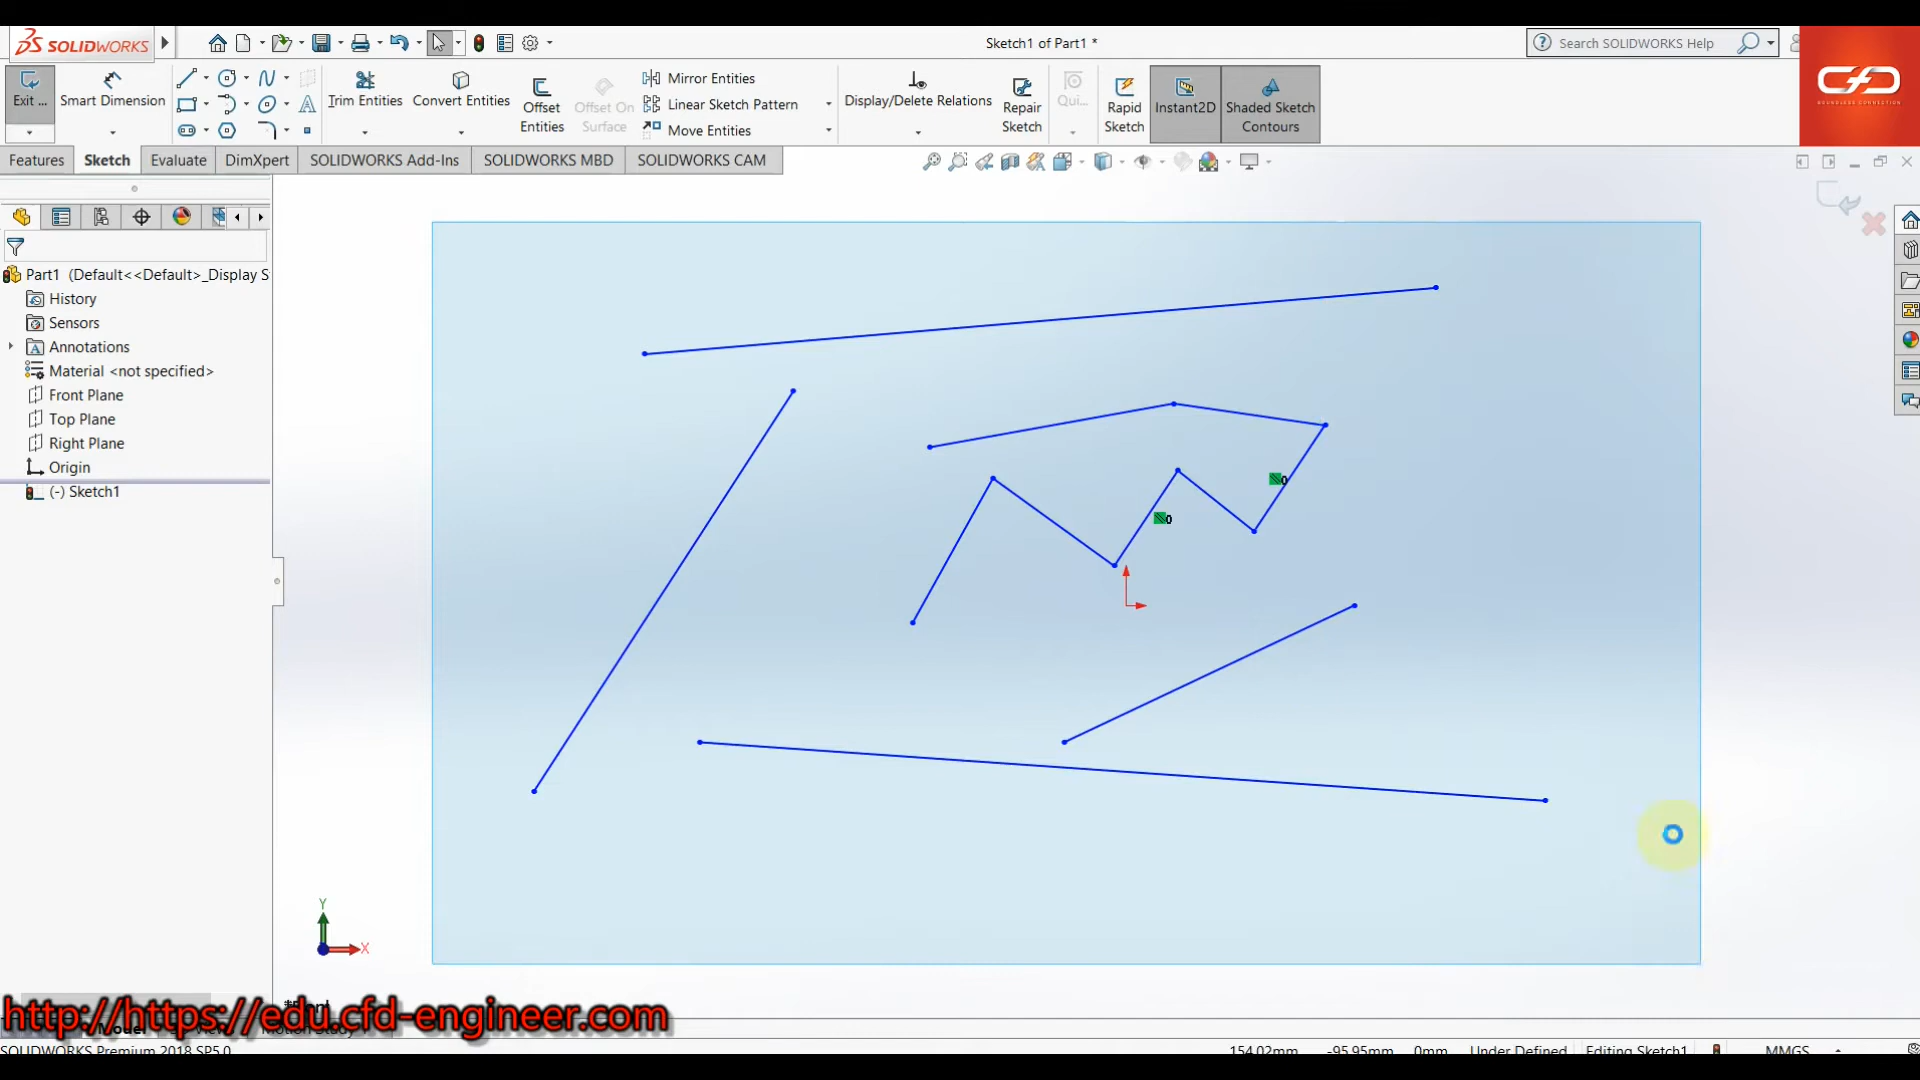 SOLIDWORKS
Sketch1 of Part1 *
Search SOLIDWORKS Help
CFD
Exit ...
Smart Dimension
Trim Entities
Convert Entities
Offset Entities
Offset On Surface
Mirror Entities
Linear Sketch Pattern
Move Entities
Display/Delete Relations
Repair Sketch
Qui...
Rapid Sketch
Instant2D
Shaded Sketch Contours
Features
Sketch
Evaluate
DimXpert
SOLIDWORKS Add-Ins
SOLIDWORKS MBD
SOLIDWORKS CAM
Part1 (Default<<Default>_Display S
History
Sensors
Annotations
Material <not specified>
Front Plane
Top Plane
Right Plane
Origin
(-) Sketch1
0
0
Y
X
http://https://edu.cfd-engineer.com
SOLIDWORKS Premium 2018 SP5.0
154.02mm
-95.95mm
0mm
Under Defined
Editing Sketch1
MMGS